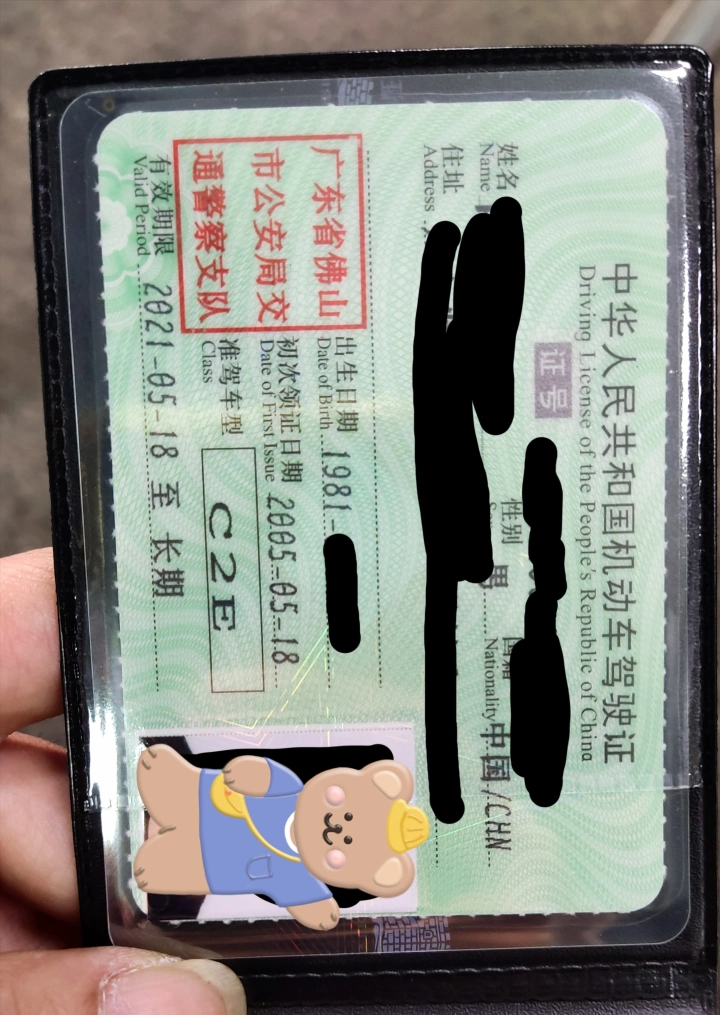 中华人民共和国机动车驾驶证
Driving License of the People's Republic of China
证号
姓名
Name
性别
男
国籍
Nationality
中国/CHN
住址
Address
广东省佛山
市公安局交
通警察支队
出生日期
Date of Birth
1981-
初次领证日期
Date of First Issue
2005-05-18
准驾车型
Class
C2E
有效期限
Valid Period
2021-05-18 至 长期